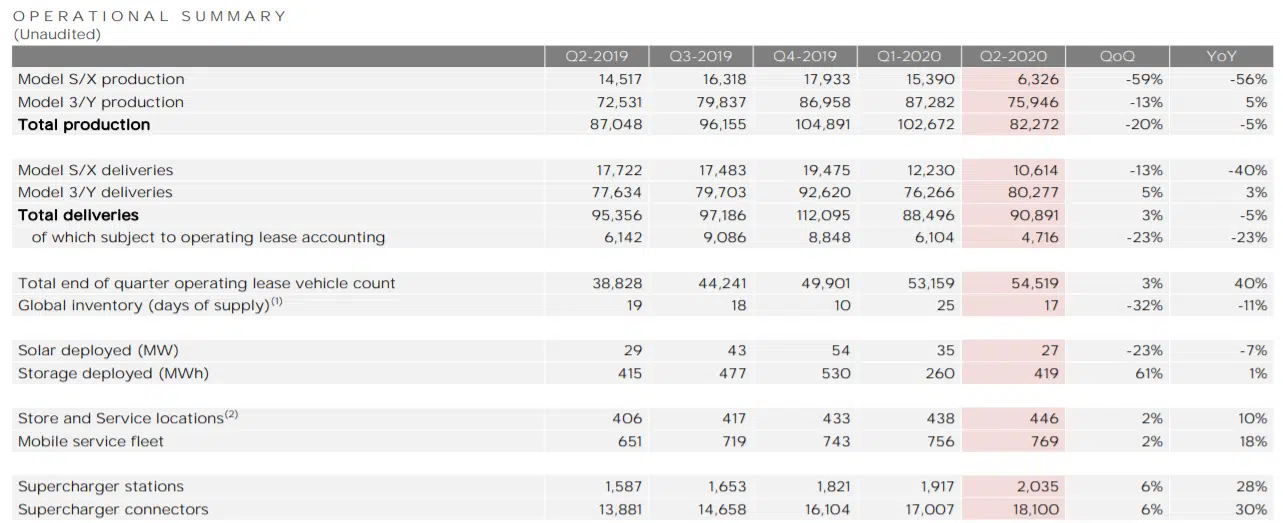 OPERATIONAL SUMMARY
(Unaudited)
Q2-2019 Q3-2019 Q4-2019 Q1-2020 Q2-2020 QoQ YoY
Model S/X production 14,517 16,318 17,933 15,390 6,326 -59% -56%
Model 3/Y production 72,531 79,837 86,958 87,282 75,946 -13% 5%
Total production 87,048 96,155 104,891 102,672 82,272 -20% -5%
Model S/X deliveries 17,722 17,483 19,475 12,230 10,614 -13% -40%
Model 3/Y deliveries 77,634 79,703 92,620 76,266 80,277 5% 3%
Total deliveries 95,356 97,186 112,095 88,496 90,891 3% -5%
of which subject to operating lease accounting 6,142 9,086 8,848 6,104 4,716 -23% -23%
Total end of quarter operating lease vehicle count 38,828 44,241 49,901 53,159 54,519 3% 40%
Global inventory (days of supply)(1) 19 18 10 25 17 -32% -11%
Solar deployed (MW) 29 43 54 35 27 -23% -7%
Storage deployed (MWh) 415 477 530 260 419 61% 1%
Store and Service locations(2) 406 417 433 438 446 2% 10%
Mobile service fleet 651 719 743 756 769 2% 18%
Supercharger stations 1,587 1,653 1,821 1,917 2,035 6% 28%
Supercharger connectors 13,881 14,658 16,104 17,007 18,100 6% 30%